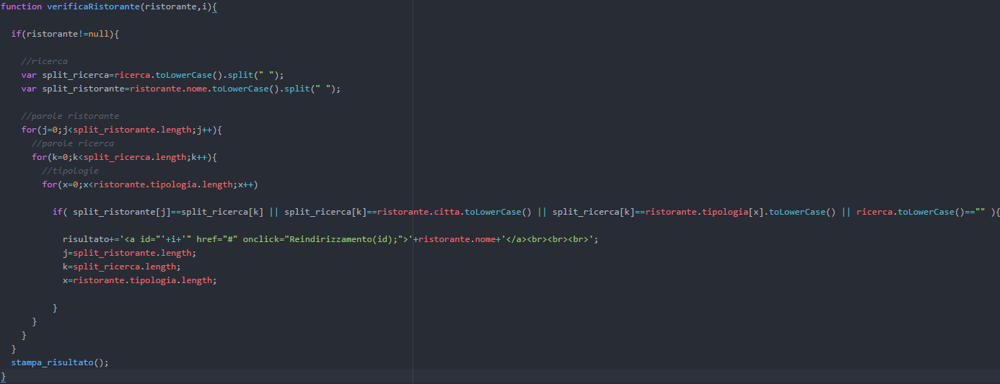 function verificaRistorante(ristorante,i){
if(ristorante!=null){
//ricerca
var split_ricerca=ricerca.toLowerCase().split(" ");
var split_ristorante=ristorante.nome.toLowerCase().split(" ");
//parole ristorante
for(j=0;j<split_ristorante.length;j++){
//parole ricerca
for(k=0;k<split_ricerca.length;k++){
//tipologie
for(x=0;x<ristorante.tipologia.length;x++)
if( split_ristorante[j]==split_ricerca[k] || split_ricerca[k]==ristorante.citta.toLowerCase() || split_ricerca[k]==ristorante.tipologia[x].toLowerCase() || ricerca.toLowerCase()=="" ){
risultato+='<a id="'+i+'" href="#" onclick="Reindirizzamento(id);">'+ristorante.nome+'</a><br><br><br>';
j=split_ristorante.length;
k=split_ricerca.length;
x=ristorante.tipologia.length;
}
}
}
}
stampa_risultato();
}